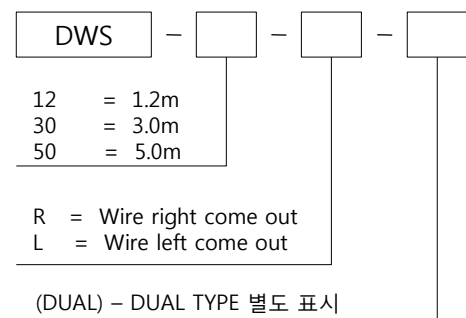 DWS – – -
12 = 1.2m
30 = 3.0m
50 = 5.0m
R = Wire right come out
L = Wire left come out
(DUAL) – DUAL TYPE 별도 표시